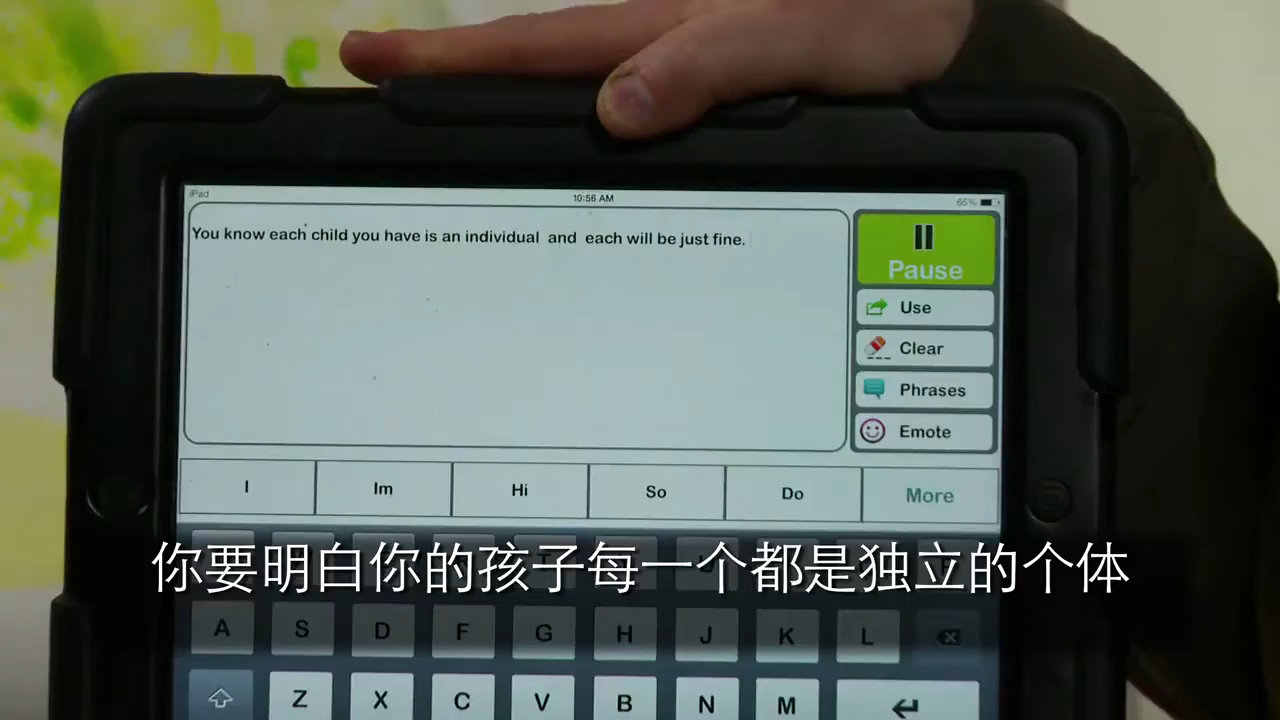 iPad
10:56 AM
65%
You know each child you have is an individual  and  each will be just fine.
Pause
Use
Clear
Phrases
Emote
I
Im
Hi
So
Do
More
你要明白你的孩子每一个都是独立的个体
A S D F G H J K L
Z X C V B N M